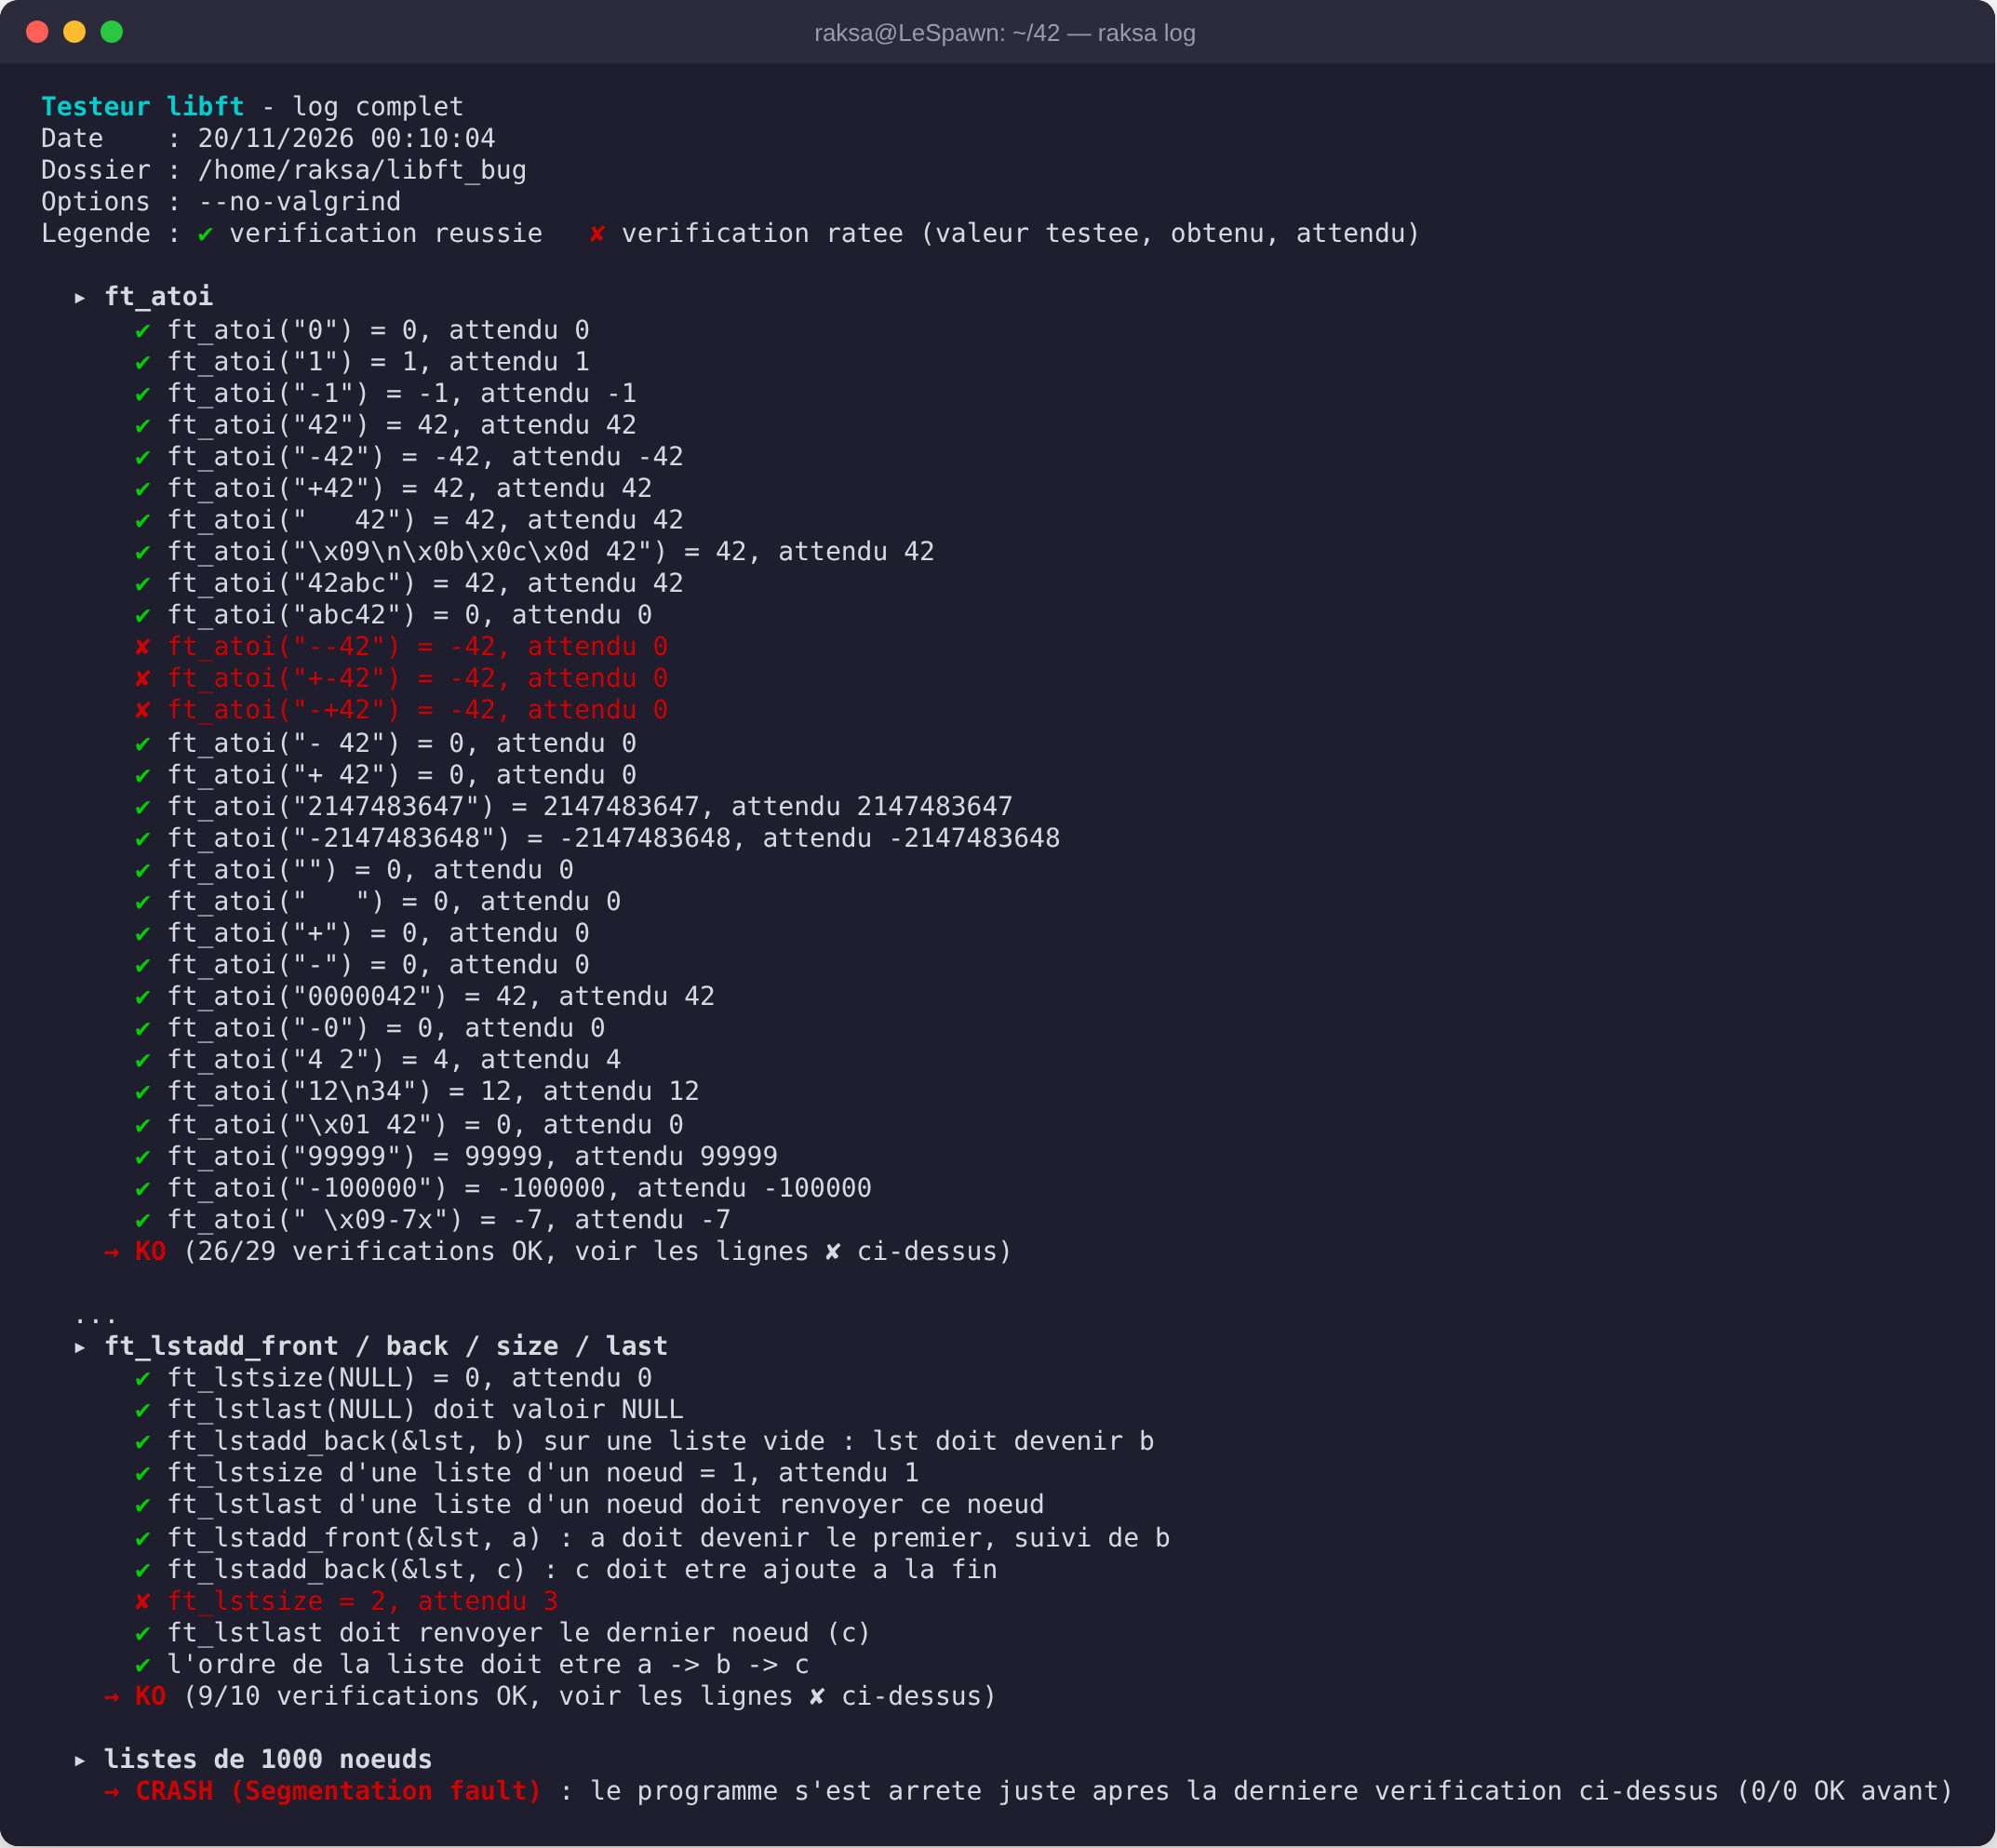 raksa@LeSpawn: ~/42 — raksa log
Testeur libft - log complet
Date    : 20/11/2026 00:10:04
Dossier : /home/raksa/libft_bug
Options : --no-valgrind
Legende : ✔ verification reussie   ✘ verification ratee (valeur testee, obtenu, attendu)
▸ ft_atoi
✔ ft_atoi("0") = 0, attendu 0
✔ ft_atoi("1") = 1, attendu 1
✔ ft_atoi("-1") = -1, attendu -1
✔ ft_atoi("42") = 42, attendu 42
✔ ft_atoi("-42") = -42, attendu -42
✔ ft_atoi("+42") = 42, attendu 42
✔ ft_atoi("   42") = 42, attendu 42
✔ ft_atoi("\x09\n\x0b\x0c\x0d 42") = 42, attendu 42
✔ ft_atoi("42abc") = 42, attendu 42
✔ ft_atoi("abc42") = 0, attendu 0
✘ ft_atoi("--42") = -42, attendu 0
✘ ft_atoi("+-42") = -42, attendu 0
✘ ft_atoi("-+42") = -42, attendu 0
✔ ft_atoi("- 42") = 0, attendu 0
✔ ft_atoi("+ 42") = 0, attendu 0
✔ ft_atoi("2147483647") = 2147483647, attendu 2147483647
✔ ft_atoi("-2147483648") = -2147483648, attendu -2147483648
✔ ft_atoi("") = 0, attendu 0
✔ ft_atoi("   ") = 0, attendu 0
✔ ft_atoi("+") = 0, attendu 0
✔ ft_atoi("-") = 0, attendu 0
✔ ft_atoi("0000042") = 42, attendu 42
✔ ft_atoi("-0") = 0, attendu 0
✔ ft_atoi("4 2") = 4, attendu 4
✔ ft_atoi("12\n34") = 12, attendu 12
✔ ft_atoi("\x01 42") = 0, attendu 0
✔ ft_atoi("99999") = 99999, attendu 99999
✔ ft_atoi("-100000") = -100000, attendu -100000
✔ ft_atoi(" \x09-7x") = -7, attendu -7
→ KO (26/29 verifications OK, voir les lignes ✘ ci-dessus)
...
▸ ft_lstadd_front / back / size / last
✔ ft_lstsize(NULL) = 0, attendu 0
✔ ft_lstlast(NULL) doit valoir NULL
✔ ft_lstadd_back(&lst, b) sur une liste vide : lst doit devenir b
✔ ft_lstsize d'une liste d'un noeud = 1, attendu 1
✔ ft_lstlast d'une liste d'un noeud doit renvoyer ce noeud
✔ ft_lstadd_front(&lst, a) : a doit devenir le premier, suivi de b
✔ ft_lstadd_back(&lst, c) : c doit etre ajoute a la fin
✘ ft_lstsize = 2, attendu 3
✔ ft_lstlast doit renvoyer le dernier noeud (c)
✔ l'ordre de la liste doit etre a -> b -> c
→ KO (9/10 verifications OK, voir les lignes ✘ ci-dessus)
▸ listes de 1000 noeuds
→ CRASH (Segmentation fault) : le programme s'est arrete juste apres la derniere verification ci-dessus (0/0 OK avant)